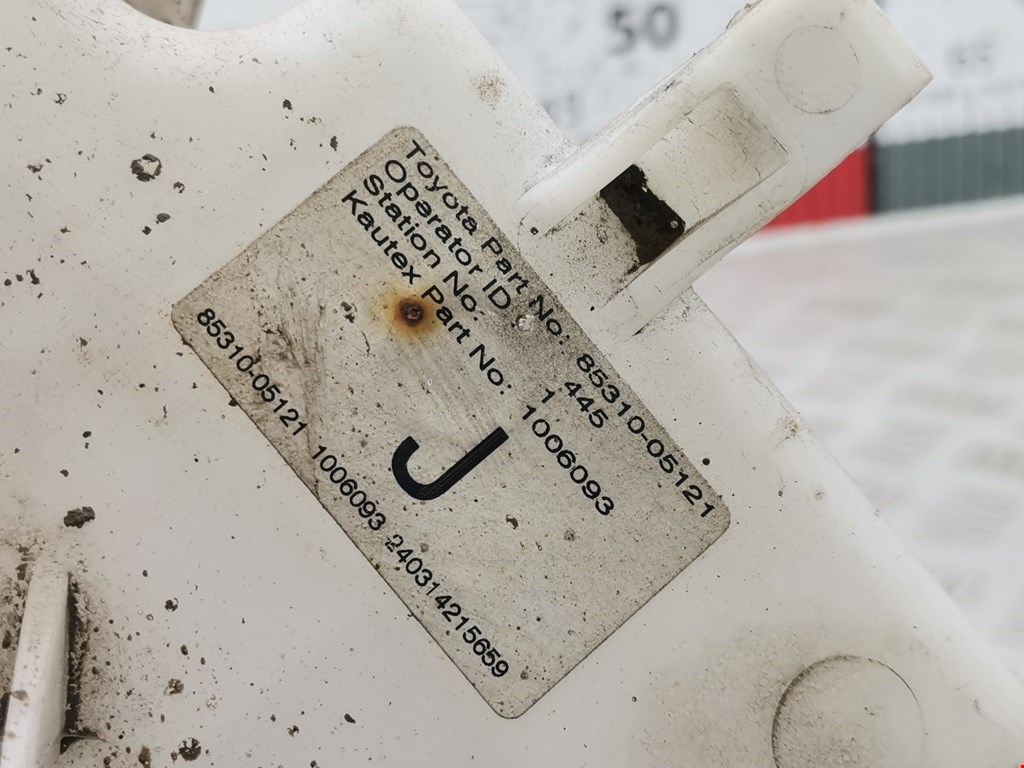 50
Toyota Part No: 85310-05121
Operator ID : 445
Station No: 1
Kautex Part No: 1006093
J
85310-05121 1006093 240314215659